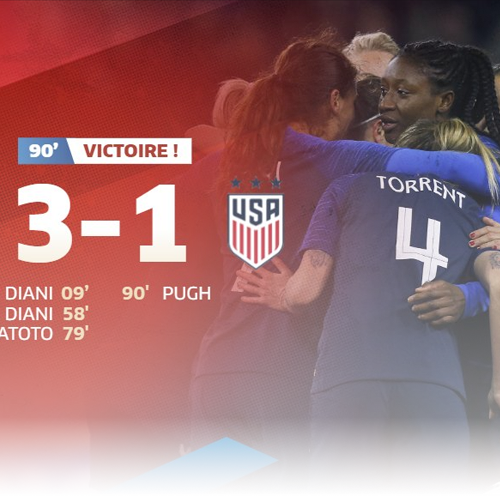 90’ VICTOIRE !
3-1
USA
DIANI 09’ 90' PUGH
DIANI 58'
ATOTO 79'
TORRENT
4